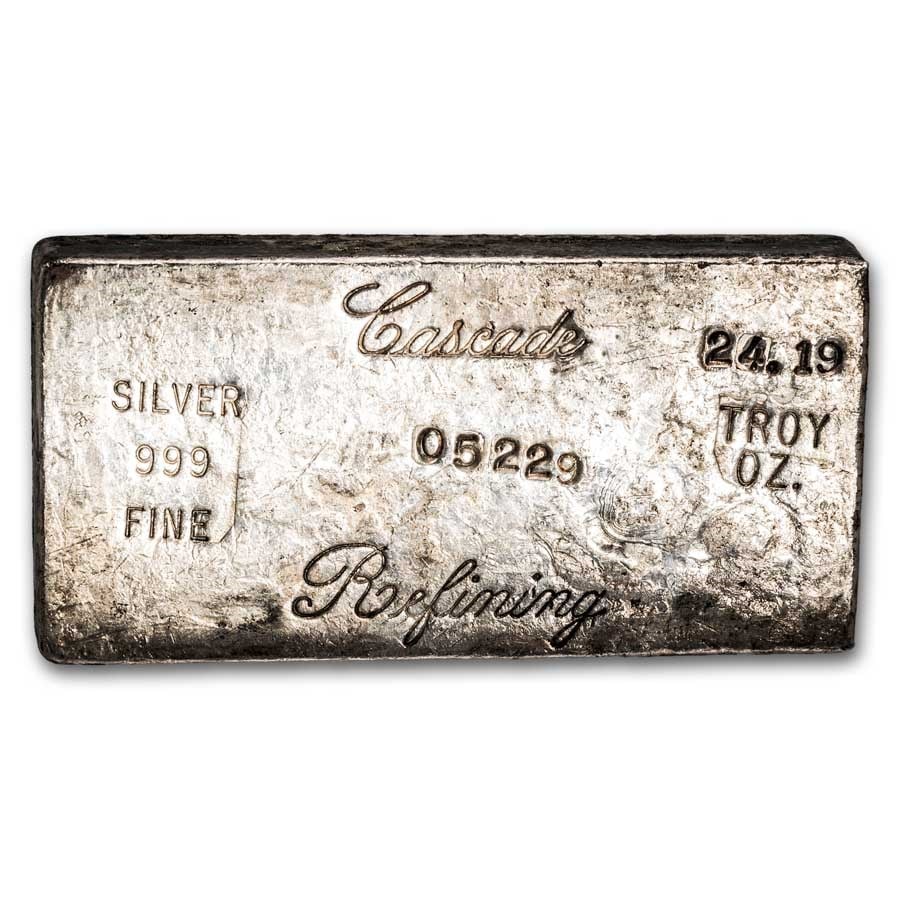 Cascade
24.19
TROY
OZ.
SILVER
999
FINE
05229
Refining